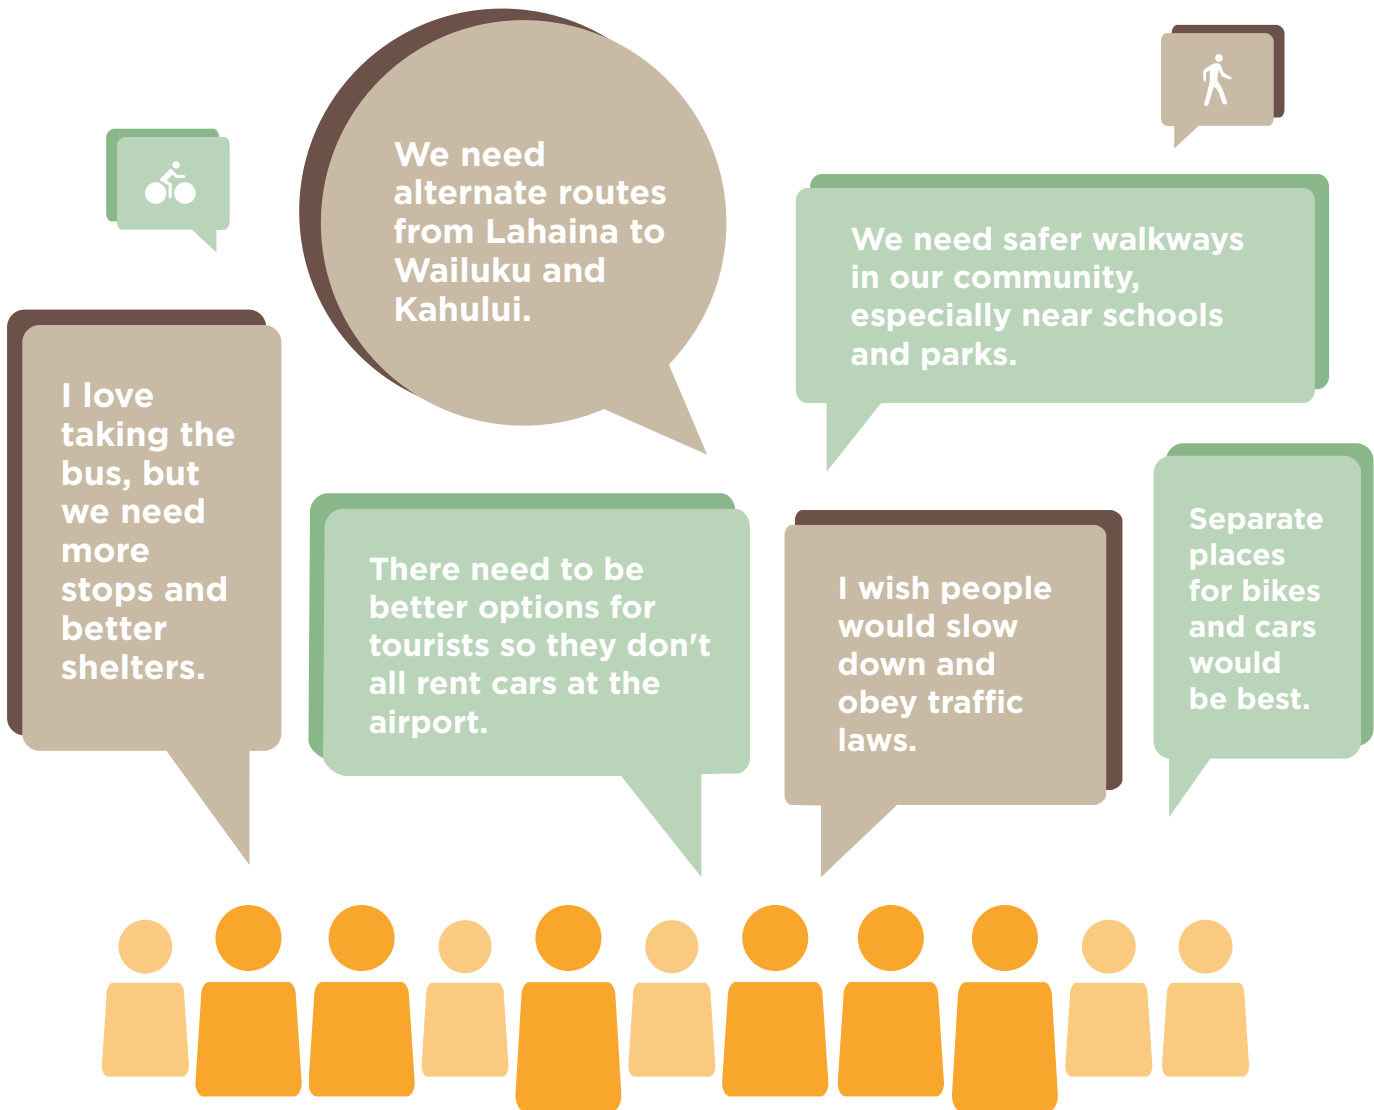 We need
alternate routes
from Lahaina to
Wailuku and
Kahului.
We need safer walkways
in our community,
especially near schools
and parks.
I love
taking the
bus, but
we need
more
stops and
better
shelters.
There need to be
better options for
tourists so they don't
all rent cars at the
airport.
I wish people
would slow
down and
obey traffic
laws.
Separate
places
for bikes
and cars
would
be best.